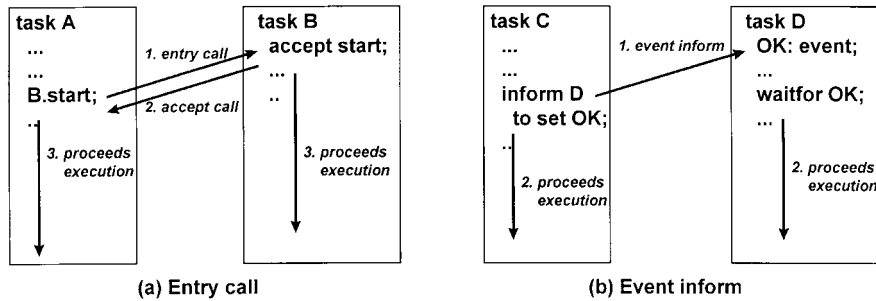 task A
...
...
B.start;
..
3. proceeds
execution
1. entry call
2. accept call
task B
accept start;
...
..
3. proceeds
execution
(a) Entry call
task C
...
...
inform D
to set OK;
..
2. proceeds
execution
1. event inform
task D
OK: event;
...
waitfor OK;
...
2. proceeds
execution
(b) Event inform